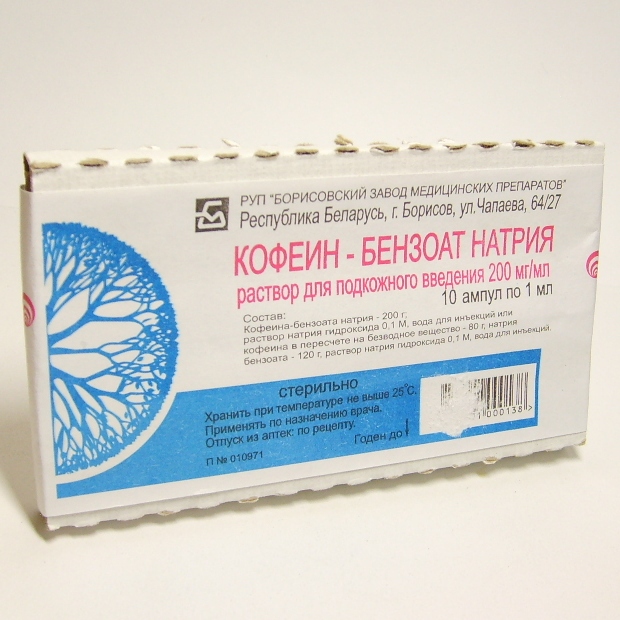 РУП "БОРИСОВСКИЙ ЗАВОД МЕДИЦИНСКИХ ПРЕПАРАТОВ"
Республика Беларусь, г. Борисов, ул.Чапаева, 64/27
КОФЕИН - БЕНЗОАТ НАТРИЯ
раствор для подкожного введения 200 мг/мл
10 ампул по 1 мл
Состав:
Кофеина-бензоата натрия - 200 г;
раствор натрия гидроксида 0,1 М, вода для инъекций или
кофеина в пересчете на безводное вещество - 80 г, натрия
бензоата - 120 г, раствор натрия гидроксида 0,1 М, вода для инъекций.
стерильно
Хранить при температуре не выше 25°С.
Применять по назначению врача.
Отпуск из аптек: по рецепту.
Годен до
П № 010971
000138